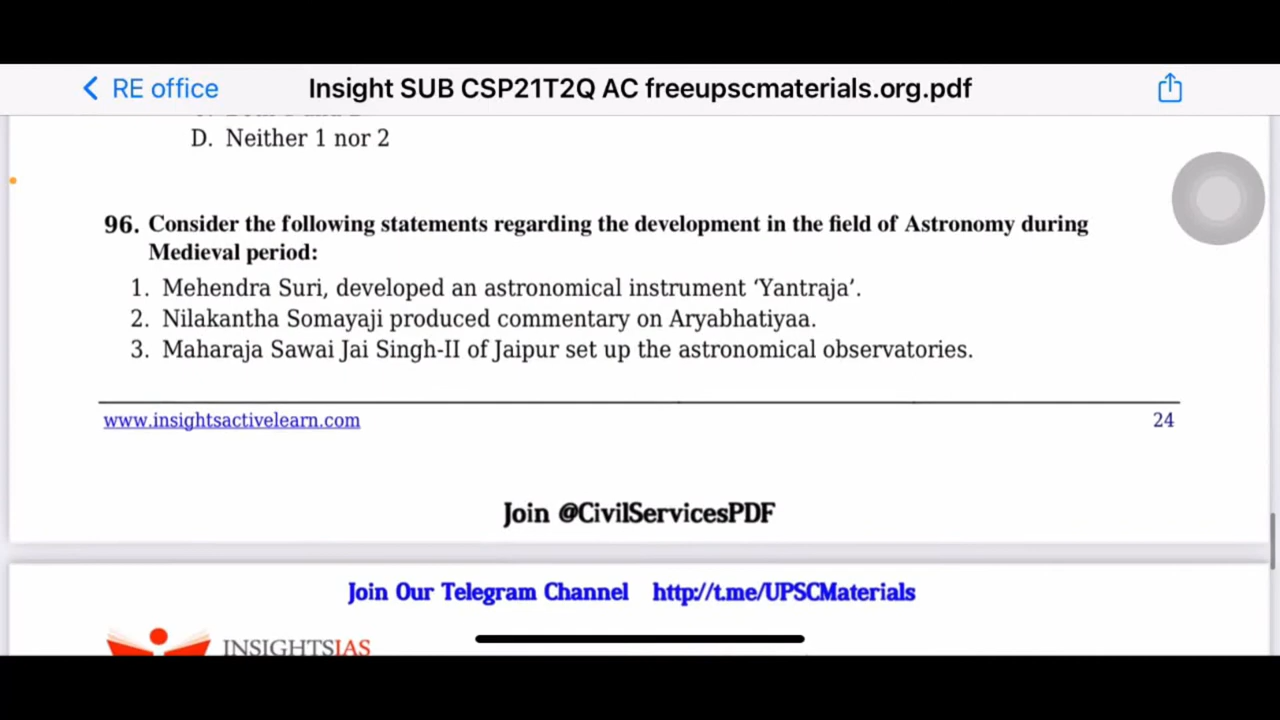 RE office
Insight SUB CSP21T2Q AC freeupscmaterials.org.pdf
D. Neither 1 nor 2
96. Consider the following statements regarding the development in the field of Astronomy during
Medieval period:
1. Mehendra Suri, developed an astronomical instrument ‘Yantraja’.
2. Nilakantha Somayaji produced commentary on Aryabhatiyaa.
3. Maharaja Sawai Jai Singh-II of Jaipur set up the astronomical observatories.
www.insightsactivelearn.com 24
Join @CivilServicesPDF
Join Our Telegram Channel http://t.me/UPSCMaterials
INSIGHTSIAS